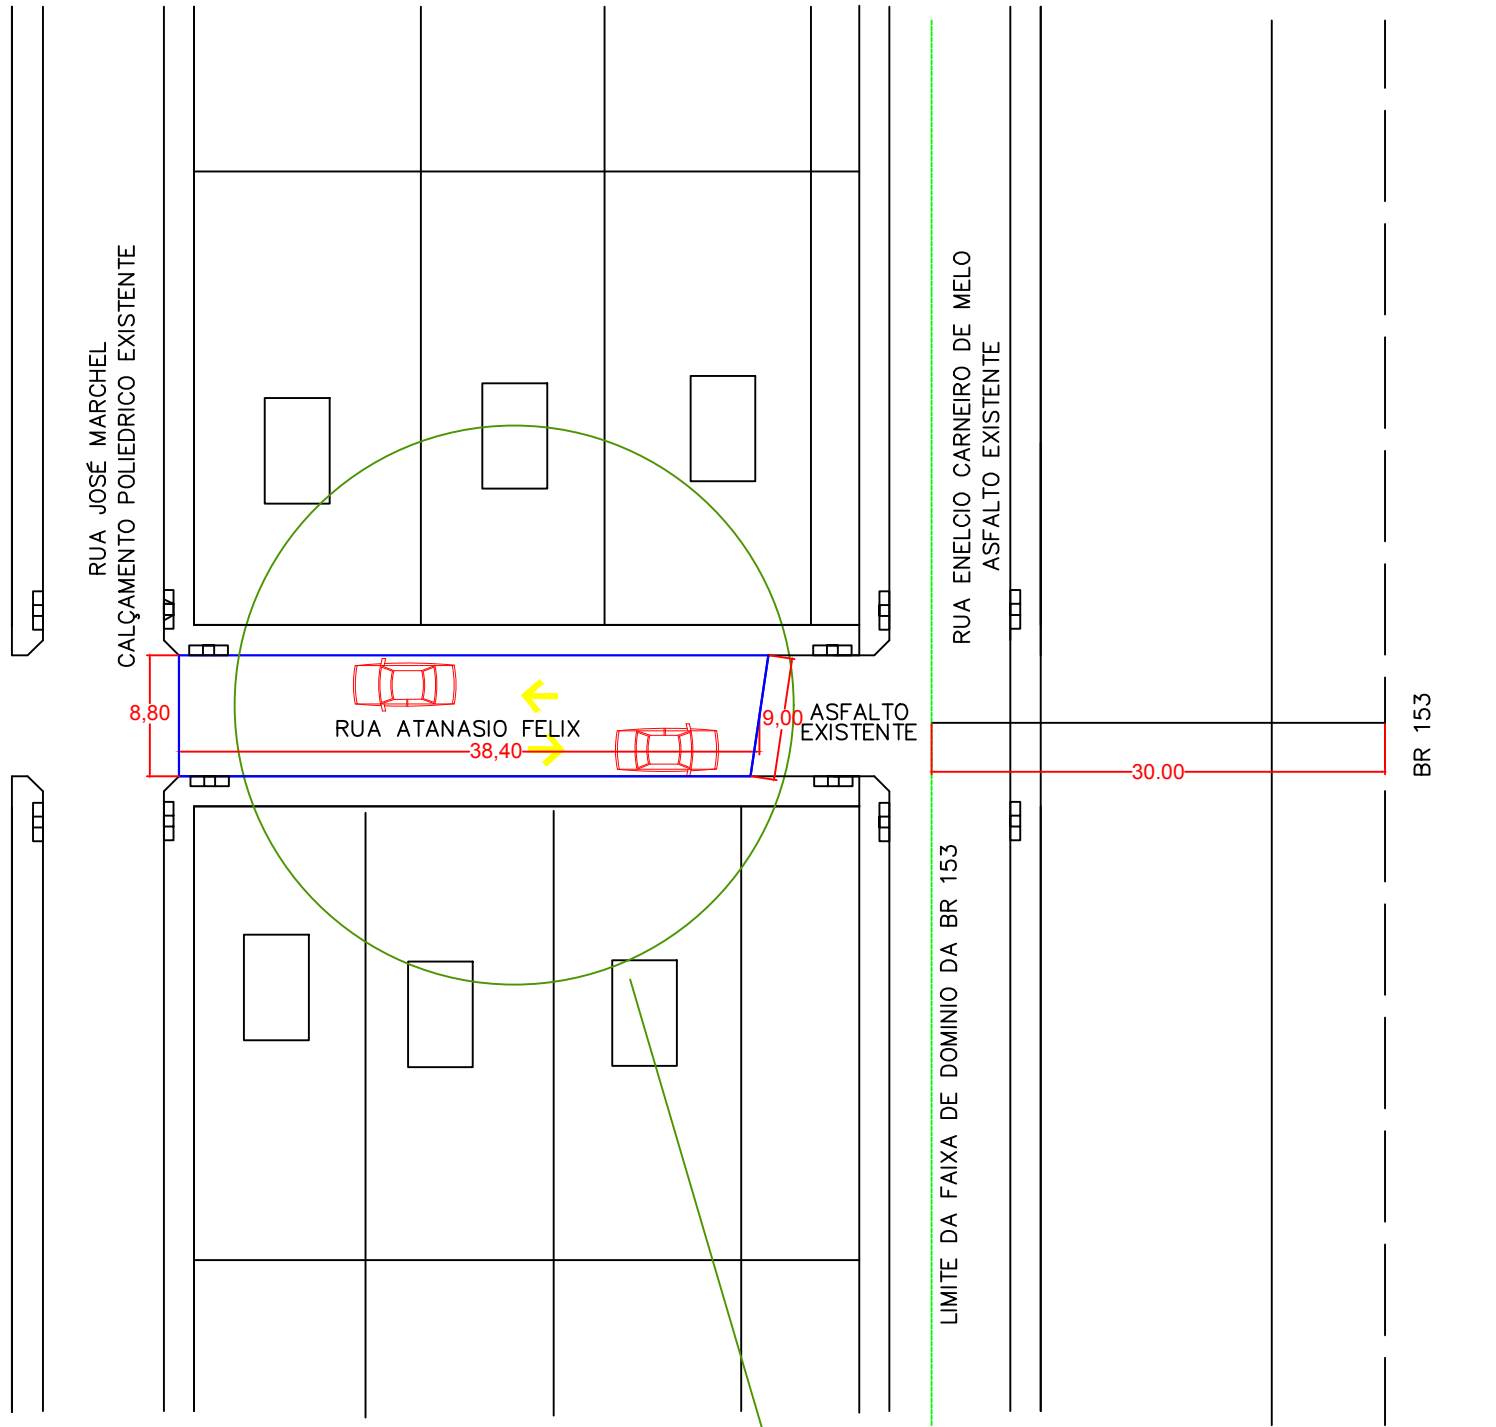 RUA JOSÉ MARCHEL
CALÇAMENTO POLIEDRICO EXISTENTE
RUA ENELCIO CARNEIRO DE MELO
ASFALTO EXISTENTE
8,80
RUA ATANASIO FELIX
38,40
9,00
ASFALTO
EXISTENTE
30.00
BR 153
LIMITE DA FAIXA DE DOMINIO DA BR 153